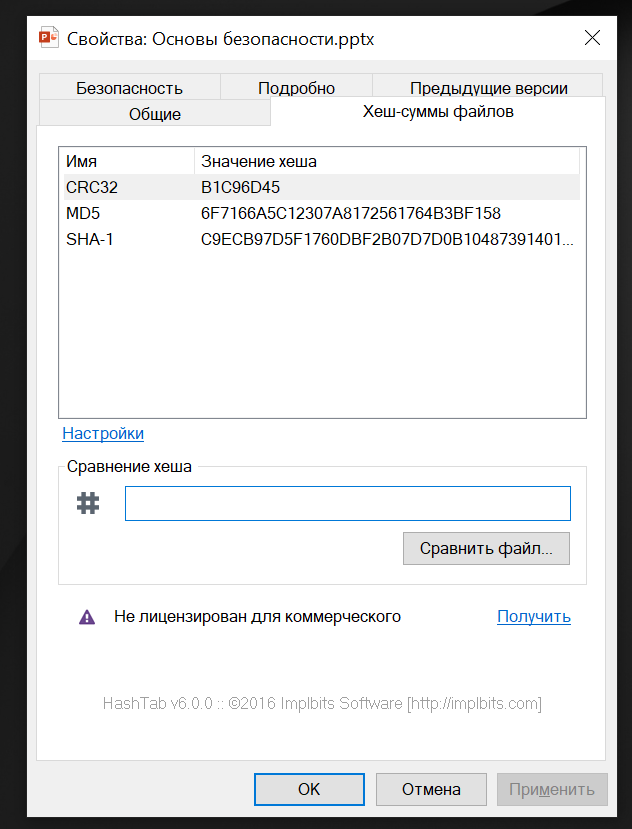 Свойства: Основы безопасности.pptx
Безопасность
Подробно
Предыдущие версии
Общие
Хеш-суммы файлов
Имя
Значение хеша
CRC32
B1C96D45
MD5
6F7166A5C12307A8172561764B3BF158
SHA-1
C9ECB97D5F1760DBF2B07D7D0B10487391401...
Настройки
Сравнение хеша
Сравнить файл...
Не лицензирован для коммерческого
Получить
HashTab v6.0.0 :: ©2016 Implbits Software [http://implbits.com]
OK
Отмена
Применить